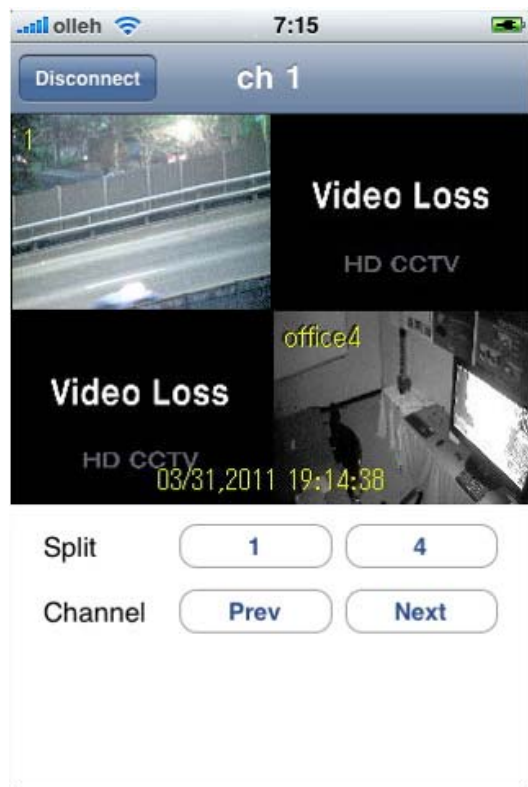 olleh 7:15
Disconnect ch 1
1
Video Loss
HD CCTV
office4
Video Loss
HD CCTV
03/31,2011 19:14:38
Split 1 4
Channel Prev Next